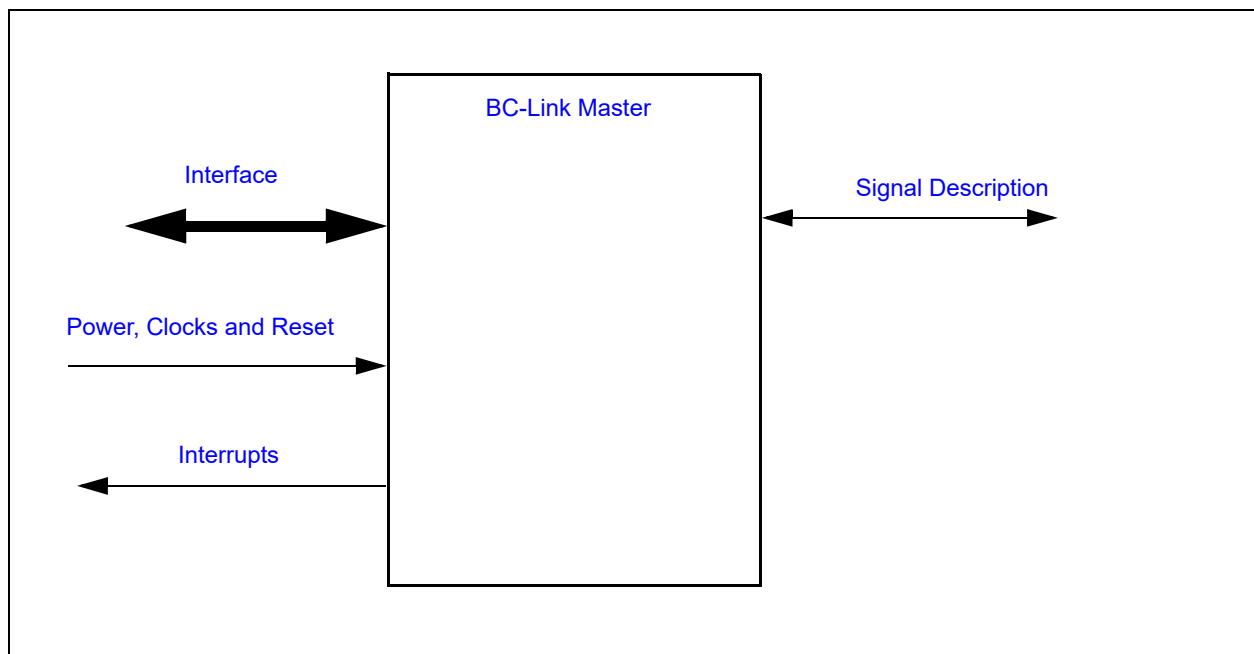 BC-Link Master
Interface
Signal Description
Power, Clocks and Reset
Interrupts